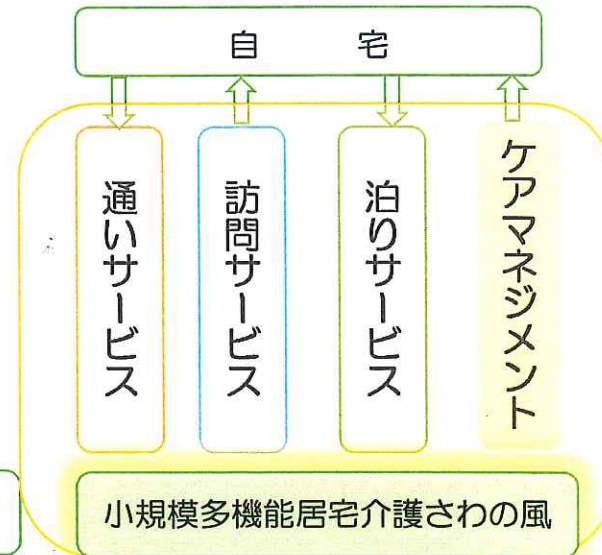 自　宅
通いサービス
訪問サービス
泊りサービス
ケアマネジメント
小規模多機能居宅介護さわの風